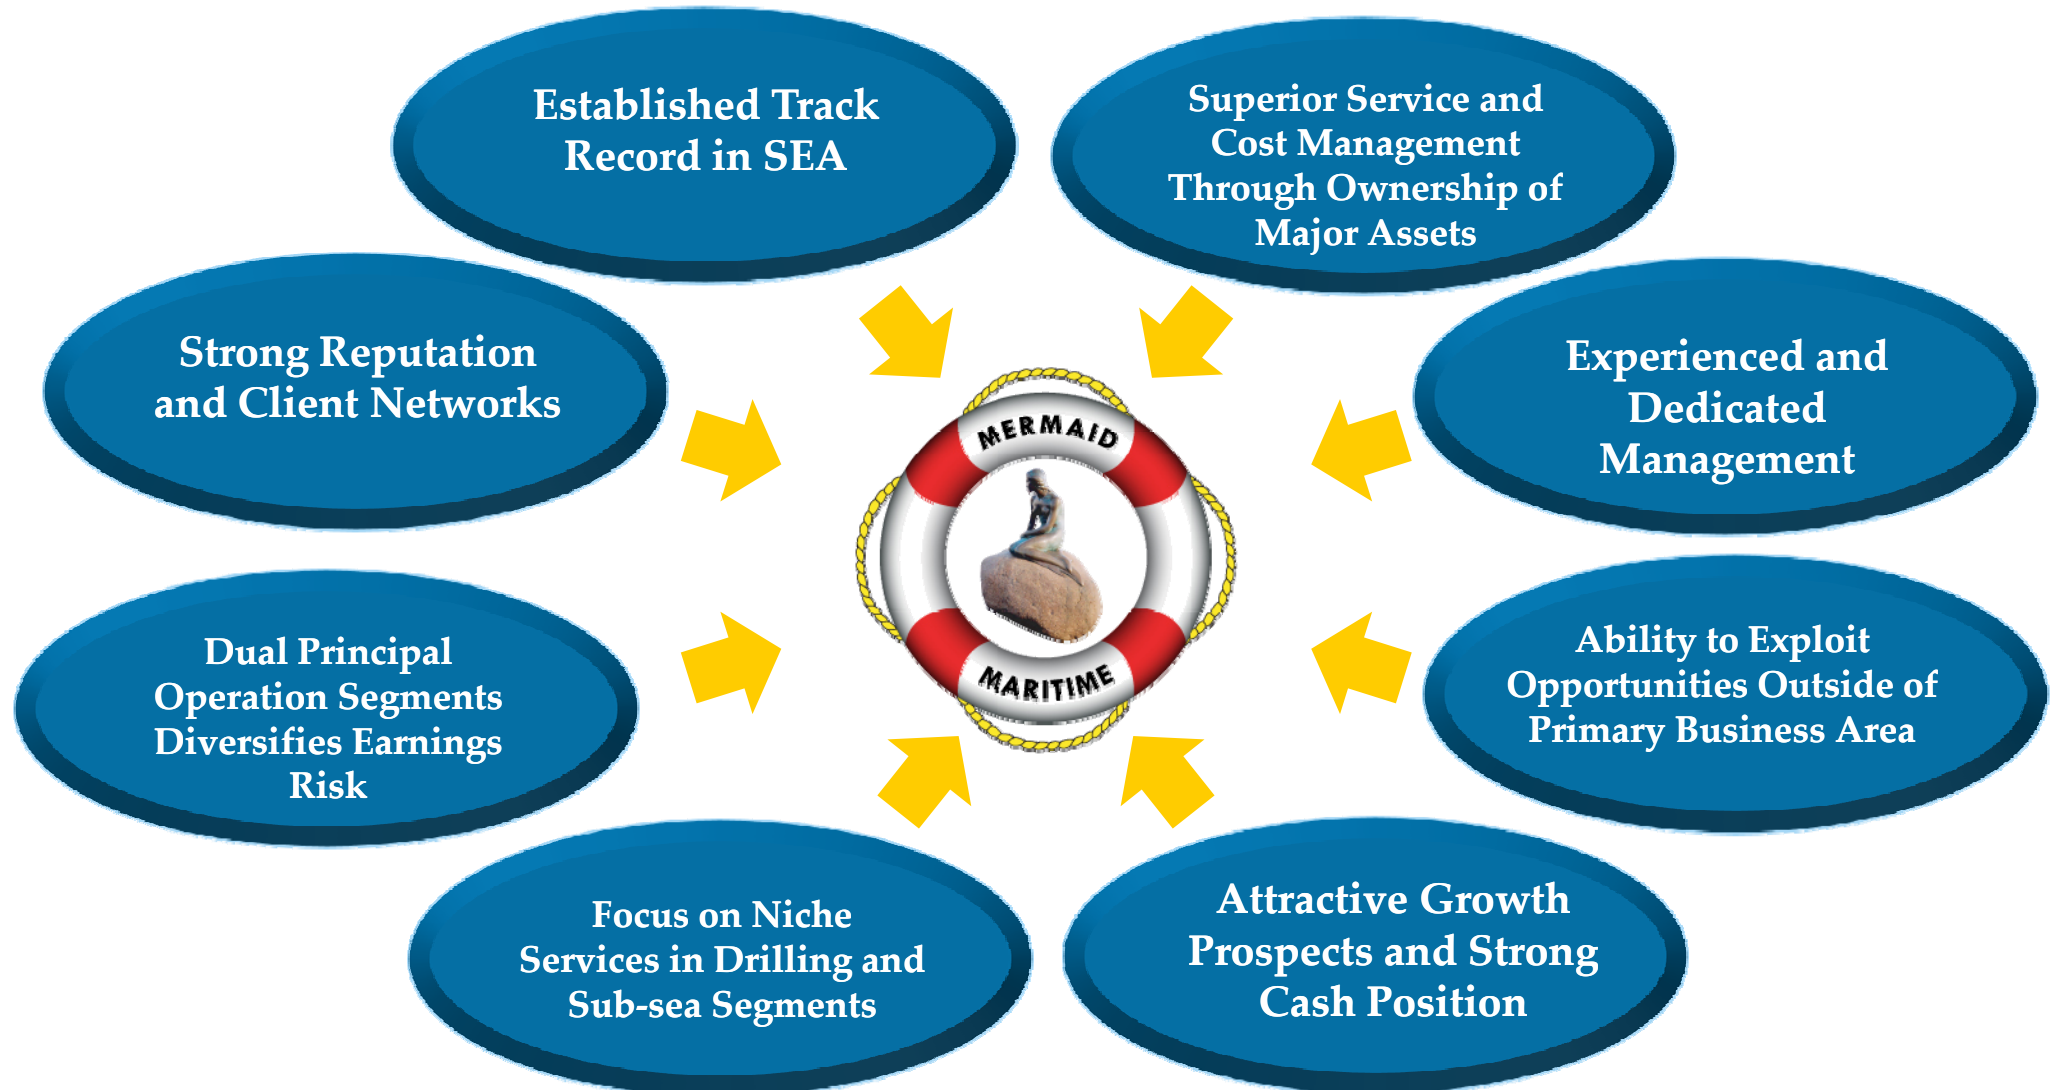 Established Track
Record in SEA
Superior Service and
Cost Management
Through Ownership of
Major Assets
Strong Reputation
and Client Networks
Experienced and
Dedicated
Management
MERMAID
MARITIME
Dual Principal
Operation Segments
Diversifies Earnings
Risk
Ability to Exploit
Opportunities Outside of
Primary Business Area
Focus on Niche
Services in Drilling and
Sub-sea Segments
Attractive Growth
Prospects and Strong
Cash Position